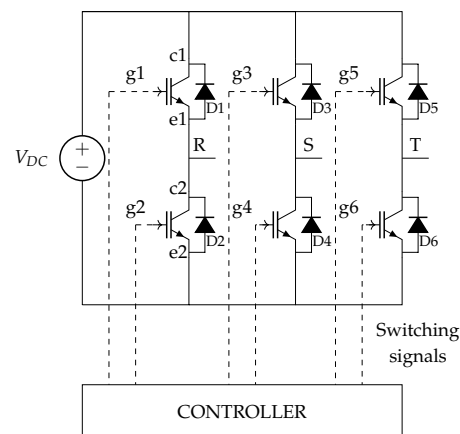 c1
g1
g3
g5
D1
D3
D5
e1
R
S
T
V_DC
+
−
c2
g2
g4
g6
D2
D4
D6
e2
Switching
signals
CONTROLLER